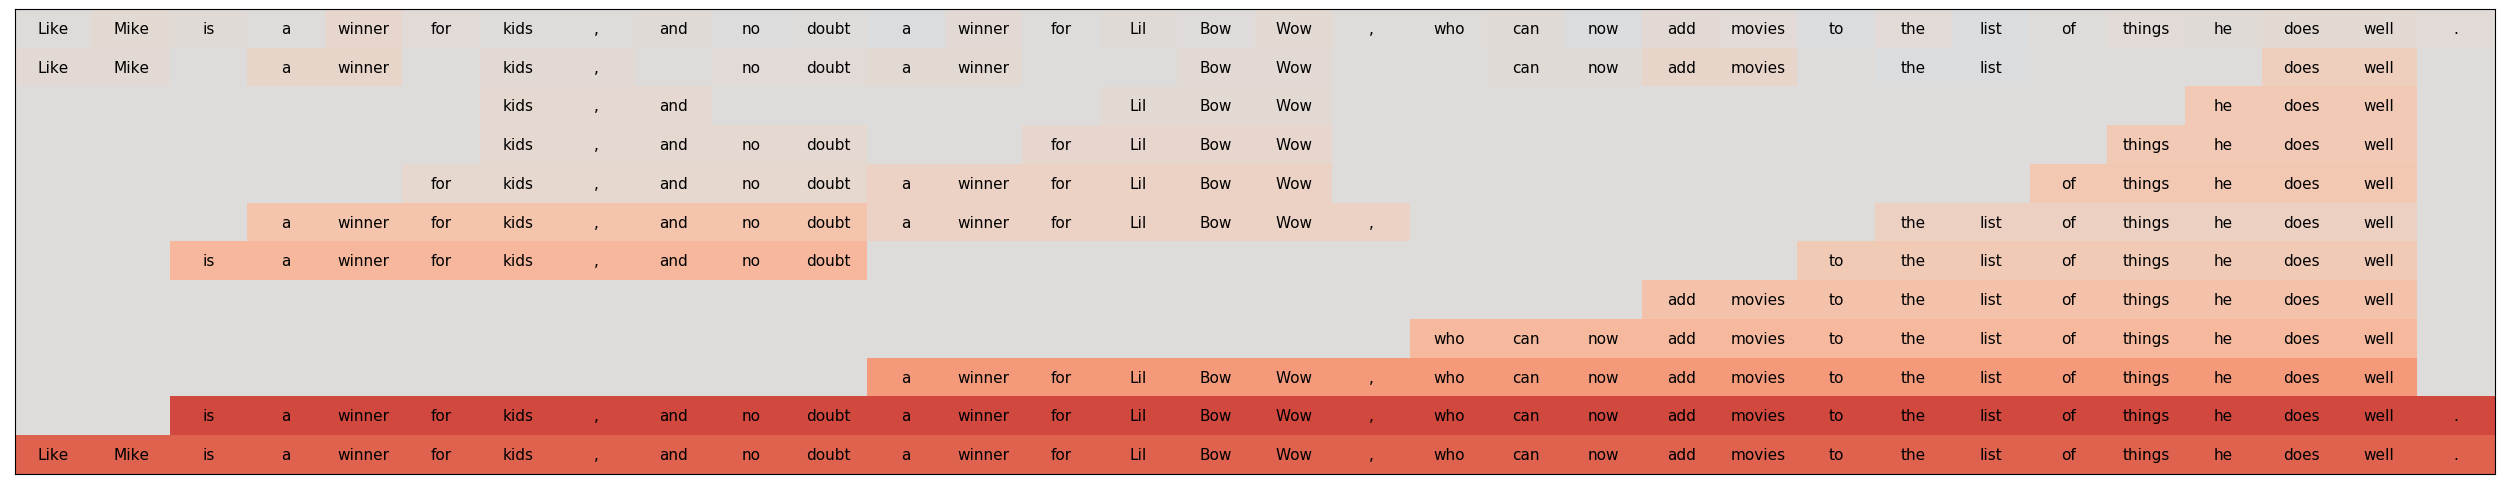 Like Mike is a winner for kids , and no doubt a winner for Lil Bow Wow , who can now add movies to the list of things he does well .
Like Mike a winner kids , no doubt a winner Bow Wow can now add movies the list does well
kids , and Lil Bow Wow he does well
kids , and no doubt for Lil Bow Wow things he does well
for kids , and no doubt a winner for Lil Bow Wow of things he does well
a winner for kids , and no doubt a winner for Lil Bow Wow , the list of things he does well
is a winner for kids , and no doubt to the list of things he does well
add movies to the list of things he does well
who can now add movies to the list of things he does well
a winner for Lil Bow Wow , who can now add movies to the list of things he does well
is a winner for kids , and no doubt a winner for Lil Bow Wow , who can now add movies to the list of things he does well .
Like Mike is a winner for kids , and no doubt a winner for Lil Bow Wow , who can now add movies to the list of things he does well .